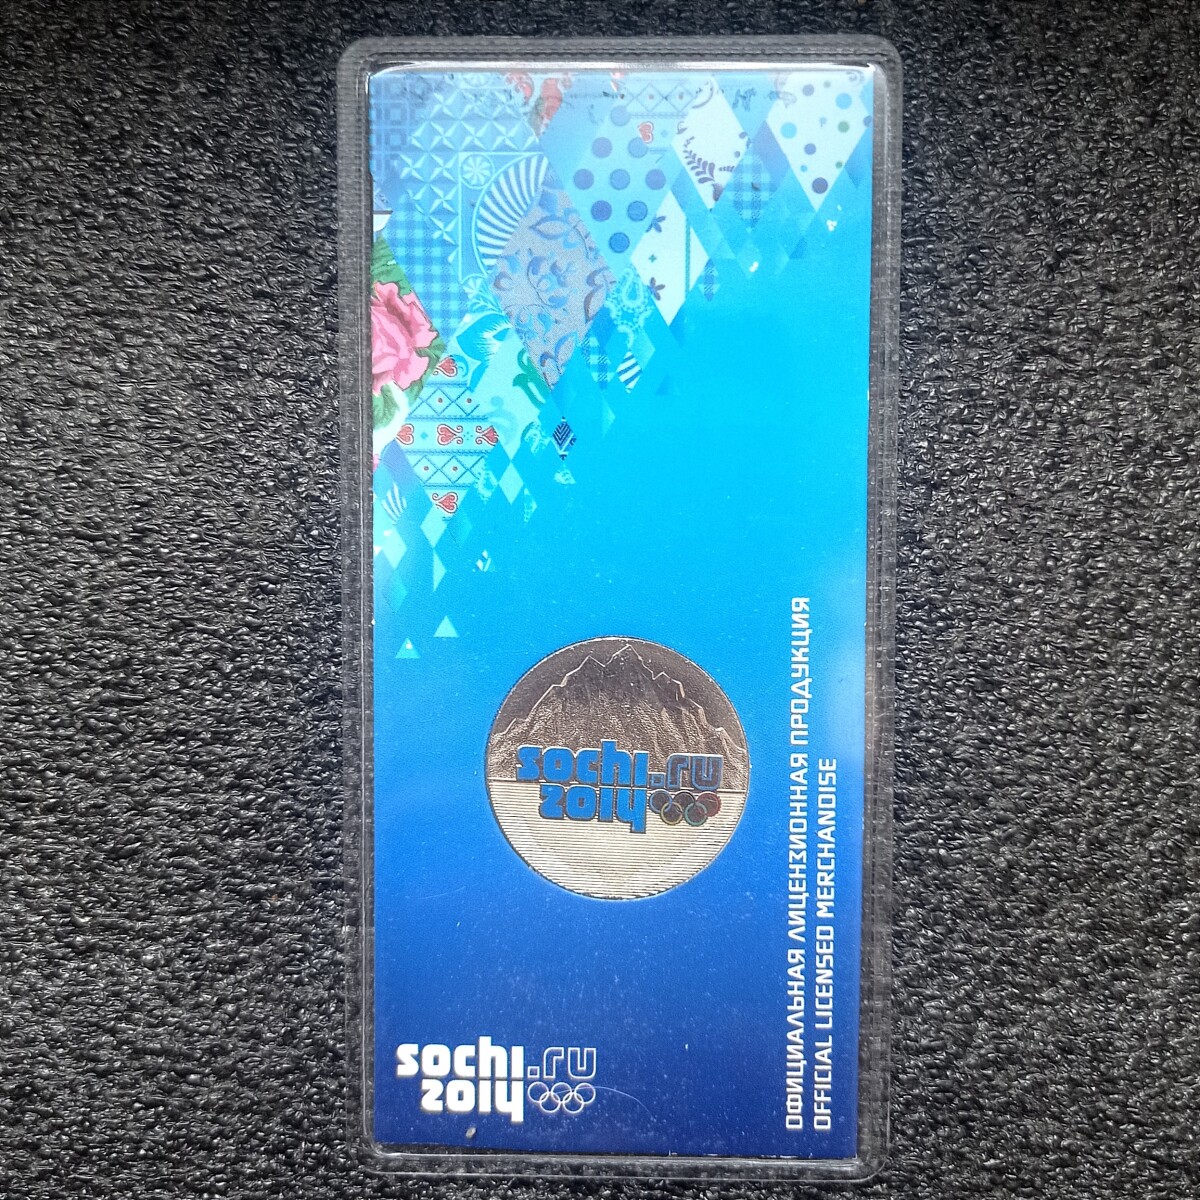 sochi.ru
2014
sochi.ru
2014
ОФИЦИАЛЬНАЯ ЛИЦЕНЗИОННАЯ ПРОДУКЦИЯ
OFFICIAL LICENSED MERCHANDISE